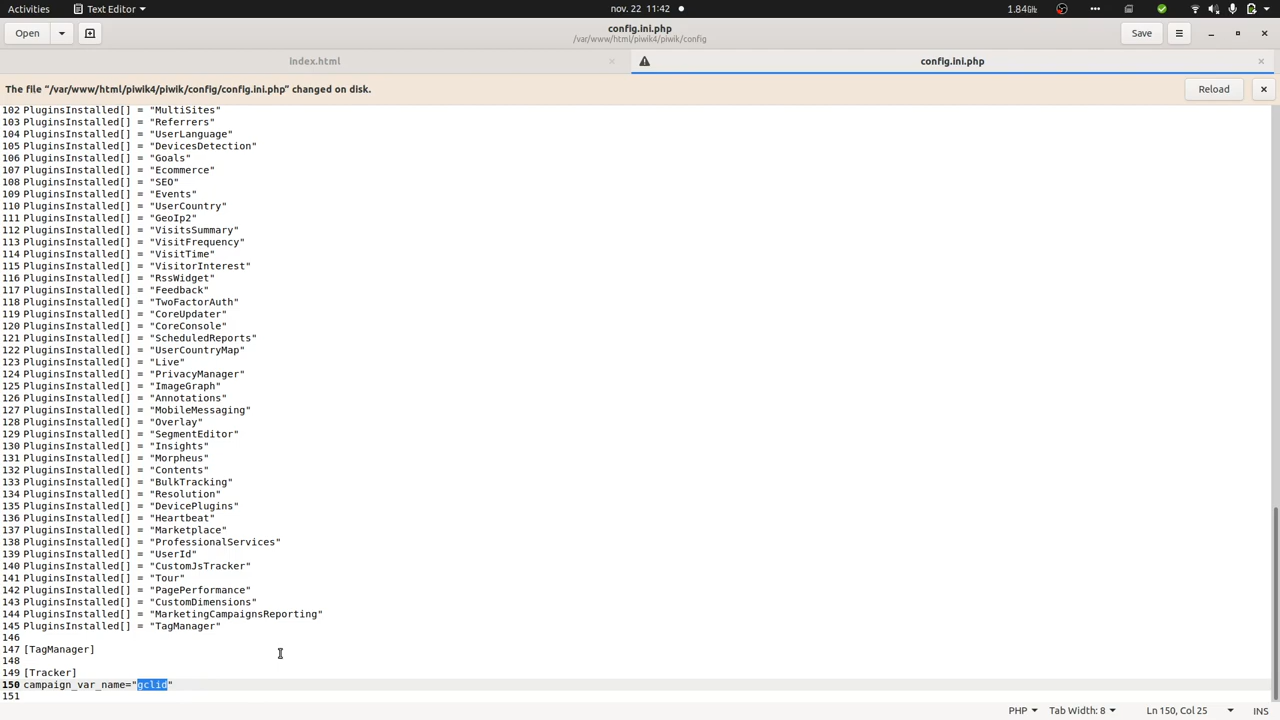 Activities
Text Editor
nov. 22 11:42
1.84%
Open
config.ini.php
/var/www/html/piwik4/piwik/config
Save
index.html
config.ini.php
The file “/var/www/html/piwik4/piwik/config/config.ini.php” changed on disk.
Reload
102 PluginsInstalled[] = "MultiSites"
103 PluginsInstalled[] = "Referrers"
104 PluginsInstalled[] = "UserLanguage"
105 PluginsInstalled[] = "DevicesDetection"
106 PluginsInstalled[] = "Goals"
107 PluginsInstalled[] = "Ecommerce"
108 PluginsInstalled[] = "SEO"
109 PluginsInstalled[] = "Events"
110 PluginsInstalled[] = "UserCountry"
111 PluginsInstalled[] = "GeoIp2"
112 PluginsInstalled[] = "VisitsSummary"
113 PluginsInstalled[] = "VisitFrequency"
114 PluginsInstalled[] = "VisitTime"
115 PluginsInstalled[] = "VisitorInterest"
116 PluginsInstalled[] = "RssWidget"
117 PluginsInstalled[] = "Feedback"
118 PluginsInstalled[] = "TwoFactorAuth"
119 PluginsInstalled[] = "CoreUpdater"
120 PluginsInstalled[] = "CoreConsole"
121 PluginsInstalled[] = "ScheduledReports"
122 PluginsInstalled[] = "UserCountryMap"
123 PluginsInstalled[] = "Live"
124 PluginsInstalled[] = "PrivacyManager"
125 PluginsInstalled[] = "ImageGraph"
126 PluginsInstalled[] = "Annotations"
127 PluginsInstalled[] = "MobileMessaging"
128 PluginsInstalled[] = "Overlay"
129 PluginsInstalled[] = "SegmentEditor"
130 PluginsInstalled[] = "Insights"
131 PluginsInstalled[] = "Morpheus"
132 PluginsInstalled[] = "Contents"
133 PluginsInstalled[] = "BulkTracking"
134 PluginsInstalled[] = "Resolution"
135 PluginsInstalled[] = "DevicePlugins"
136 PluginsInstalled[] = "Heartbeat"
137 PluginsInstalled[] = "Marketplace"
138 PluginsInstalled[] = "ProfessionalServices"
139 PluginsInstalled[] = "UserId"
140 PluginsInstalled[] = "CustomJsTracker"
141 PluginsInstalled[] = "Tour"
142 PluginsInstalled[] = "PagePerformance"
143 PluginsInstalled[] = "CustomDimensions"
144 PluginsInstalled[] = "MarketingCampaignsReporting"
145 PluginsInstalled[] = "TagManager"
146
147 [TagManager]
148
149 [Tracker]
150 campaign_var_name="gclid"
151
PHP
Tab Width: 8
Ln 150, Col 25
INS